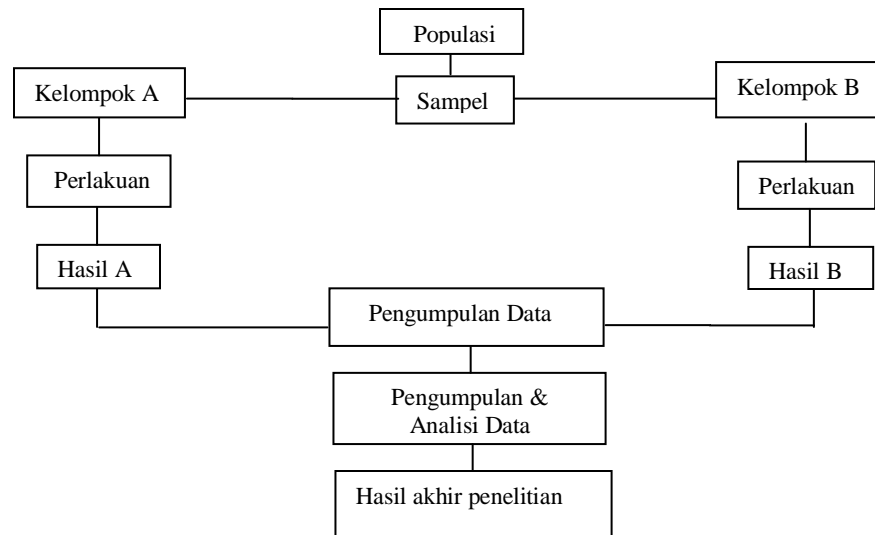 Populasi
Kelompok A
Sampel
Kelompok B
Perlakuan
Perlakuan
Hasil A
Hasil B
Pengumpulan Data
Pengumpulan &
Analisi Data
Hasil akhir penelitian